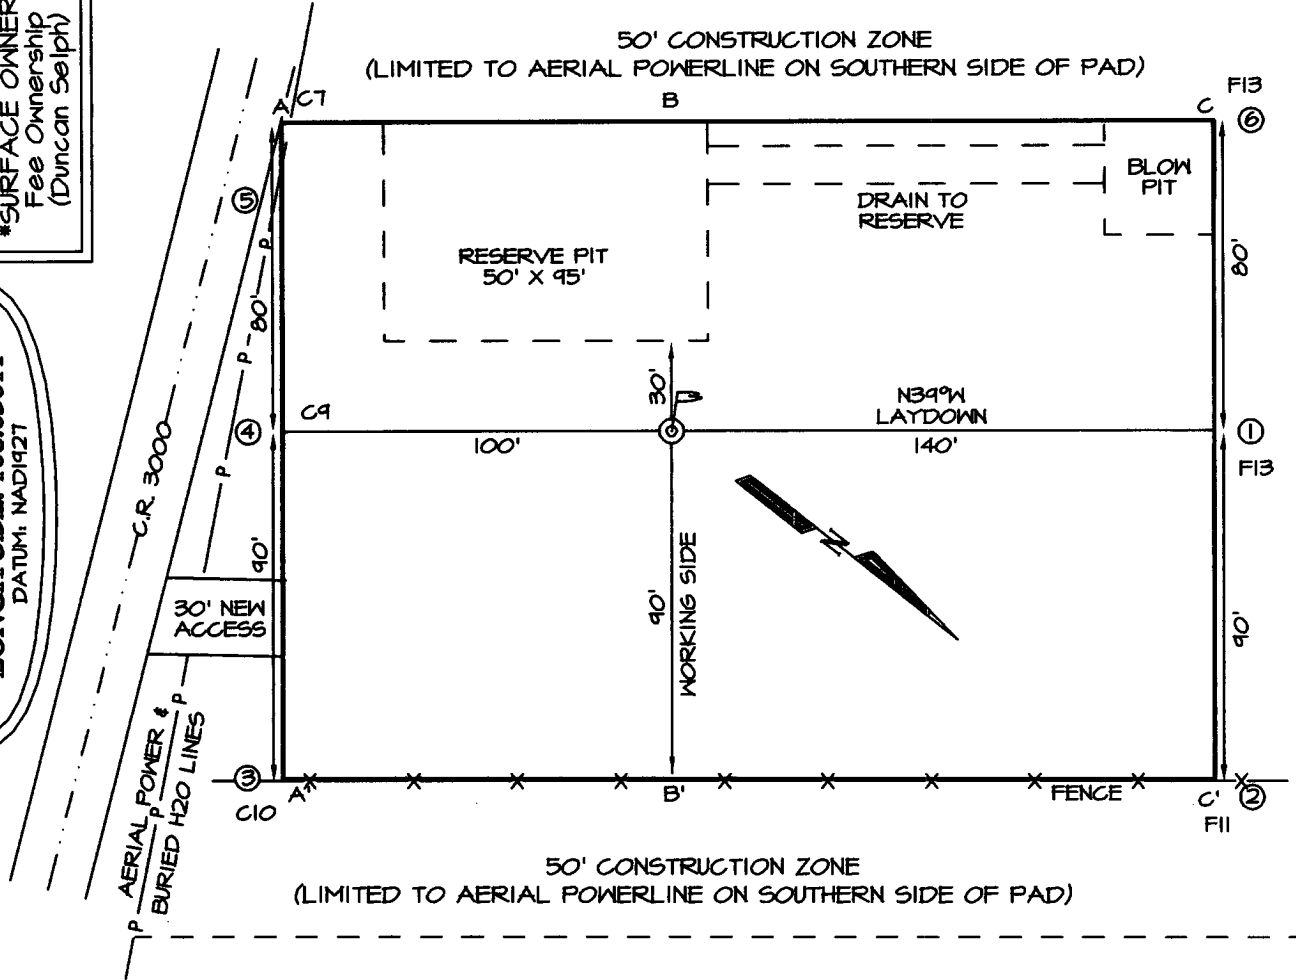 *SURFACE OWNER
Fee Ownership
(Duncan Selph)
DATUM: NAD1927
50' CONSTRUCTION ZONE
(LIMITED TO AERIAL POWERLINE ON SOUTHERN SIDE OF PAD)
A C7
B
C
F13
6
5
BLOW
PIT
DRAIN TO
RESERVE
RESERVE PIT
50' X 95'
P
80'
80'
P
30'
N39°W
LAYDOWN
C9
4
100'
140'
1
F13
P
C.R. 3000
90'
N
WORKING SIDE
90'
90'
30' NEW
ACCESS
P
AERIAL POWER &
P
BURIED H2O LINES
P
3
C10
A'
B'
FENCE
C'
2
F11
50' CONSTRUCTION ZONE
(LIMITED TO AERIAL POWERLINE ON SOUTHERN SIDE OF PAD)